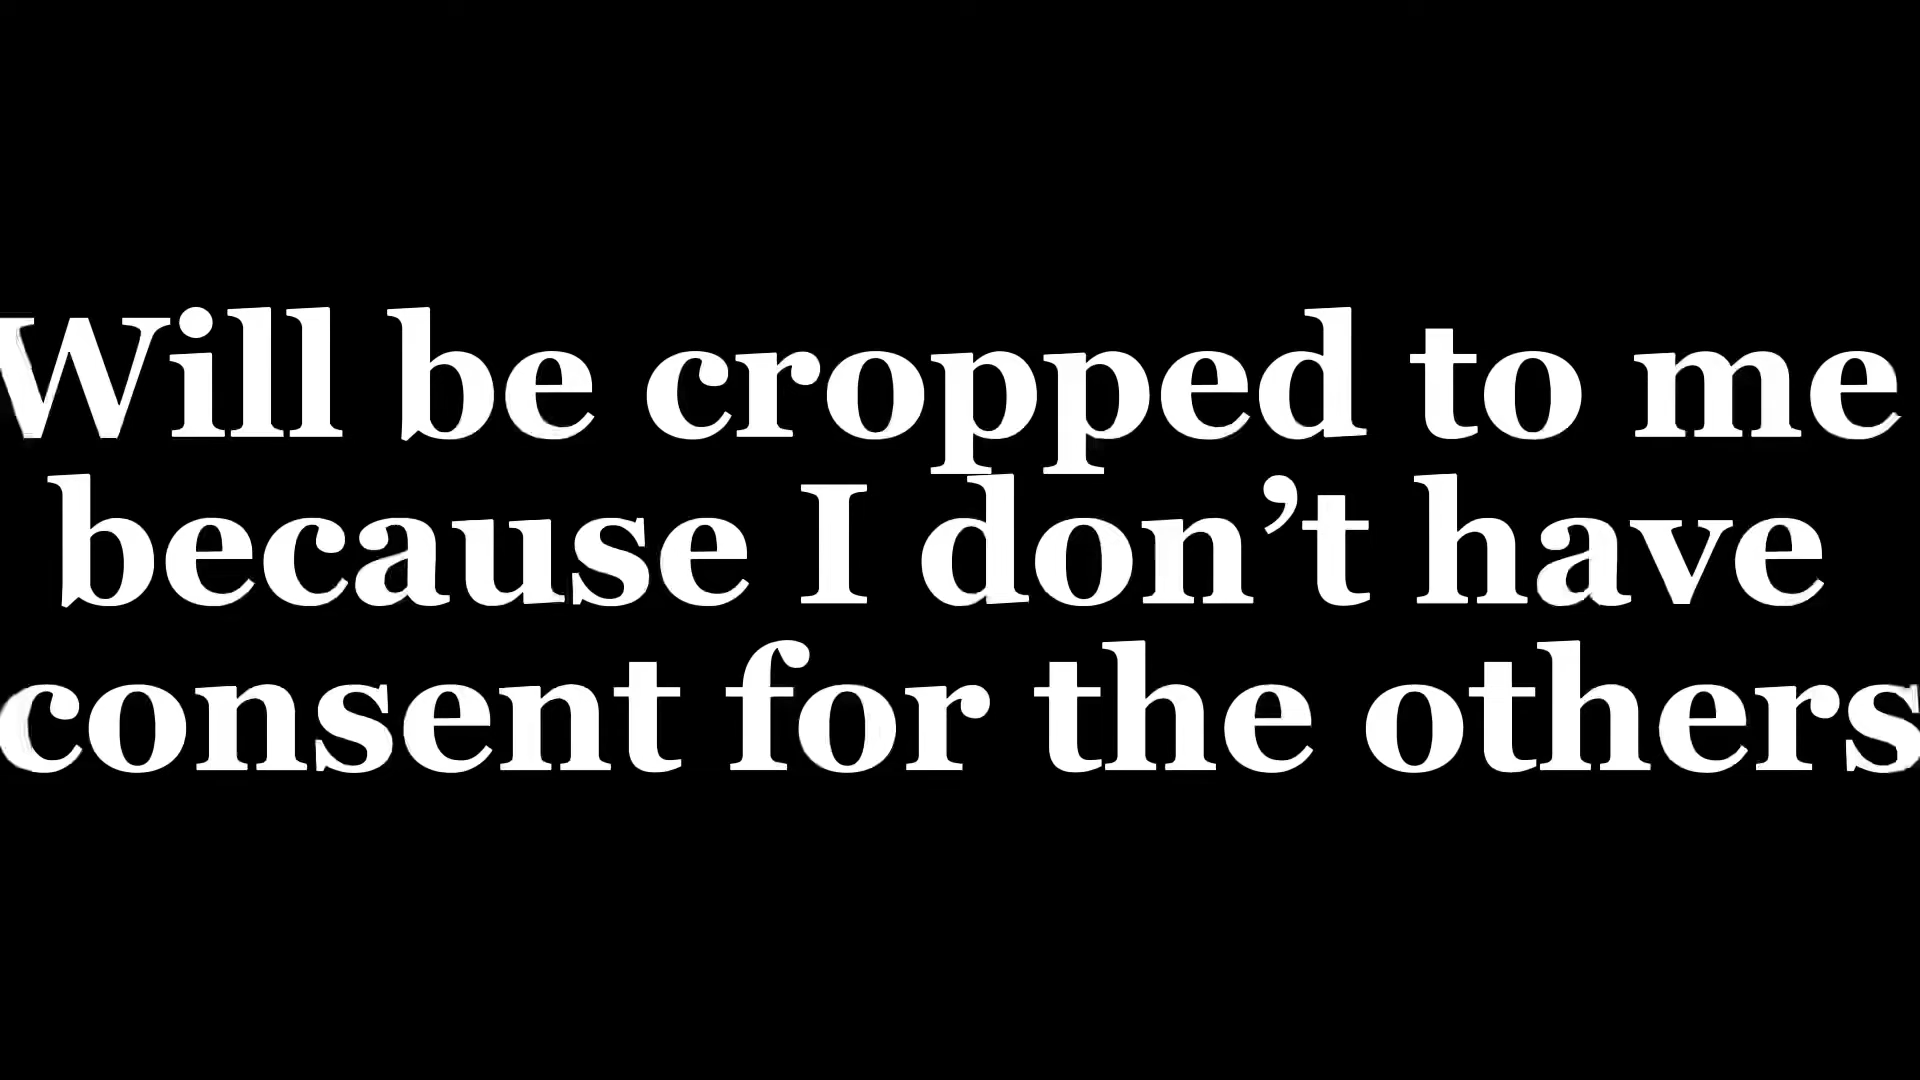 Will be cropped to me
because I don’t have
consent for the others